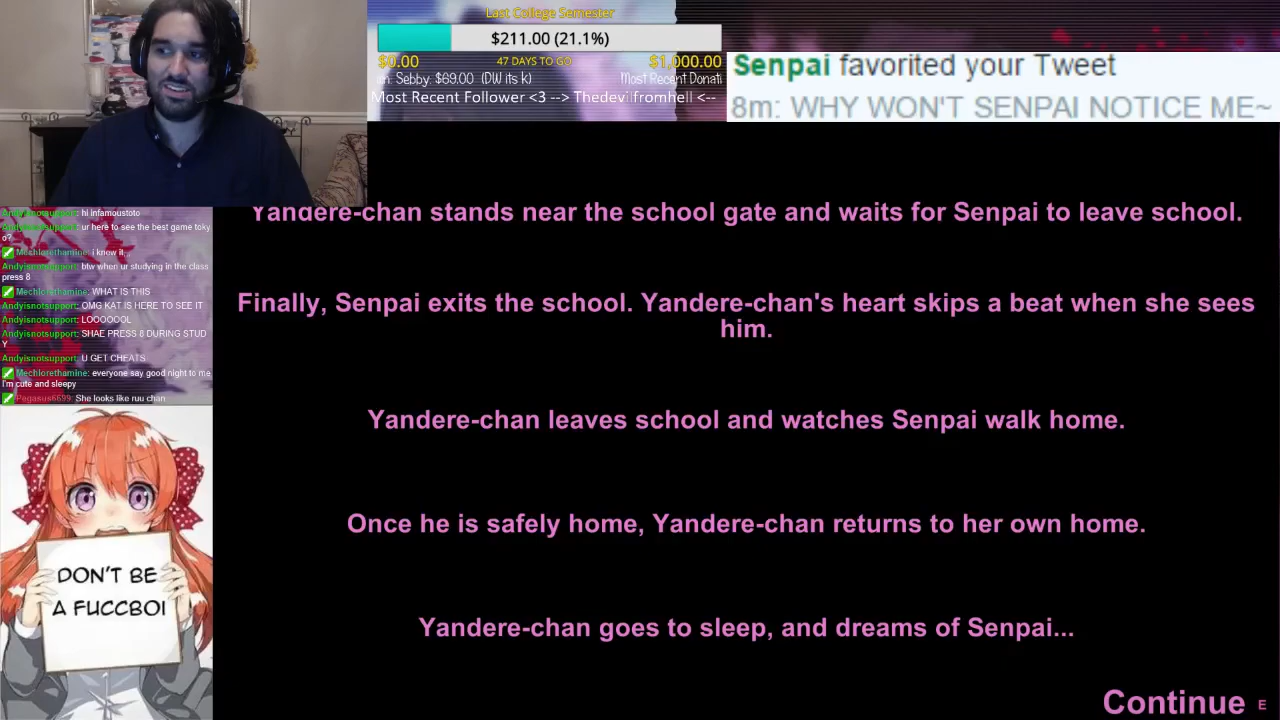 Last College Semester
$211.00 (21.1%)
$0.00 47 DAYS TO GO $1,000.00
Sebby: $69.00 (DW its k) Most Recent Donati
Most Recent Follower <3 --> Thedevilfromhell <--
Senpai favorited your Tweet
8m: WHY WON'T SENPAI NOTICE ME~
Andyisnotsupport: hi infamoustoto
Andyisnotsupport: ur here to see the best game toky
o?
Mechlorethamine: i knew it...
Andyisnotsupport: btw when ur studying in the class
press 8
Mechlorethamine: WHAT IS THIS
Andyisnotsupport: OMG KAT IS HERE TO SEE IT
Andyisnotsupport: LOOOOOOL
Andyisnotsupport: SHAE PRESS 8 DURING STUD
Y
Andyisnotsupport: U GET CHEATS
Mechlorethamine: everyone say good night to me
I'm cute and sleepy
Pegasus6699: She looks like ruu chan
DON'T BE
A FUCCBOI
Yandere-chan stands near the school gate and waits for Senpai to leave school.
Finally, Senpai exits the school. Yandere-chan's heart skips a beat when she sees
him.
Yandere-chan leaves school and watches Senpai walk home.
Once he is safely home, Yandere-chan returns to her own home.
Yandere-chan goes to sleep, and dreams of Senpai...
Continue E